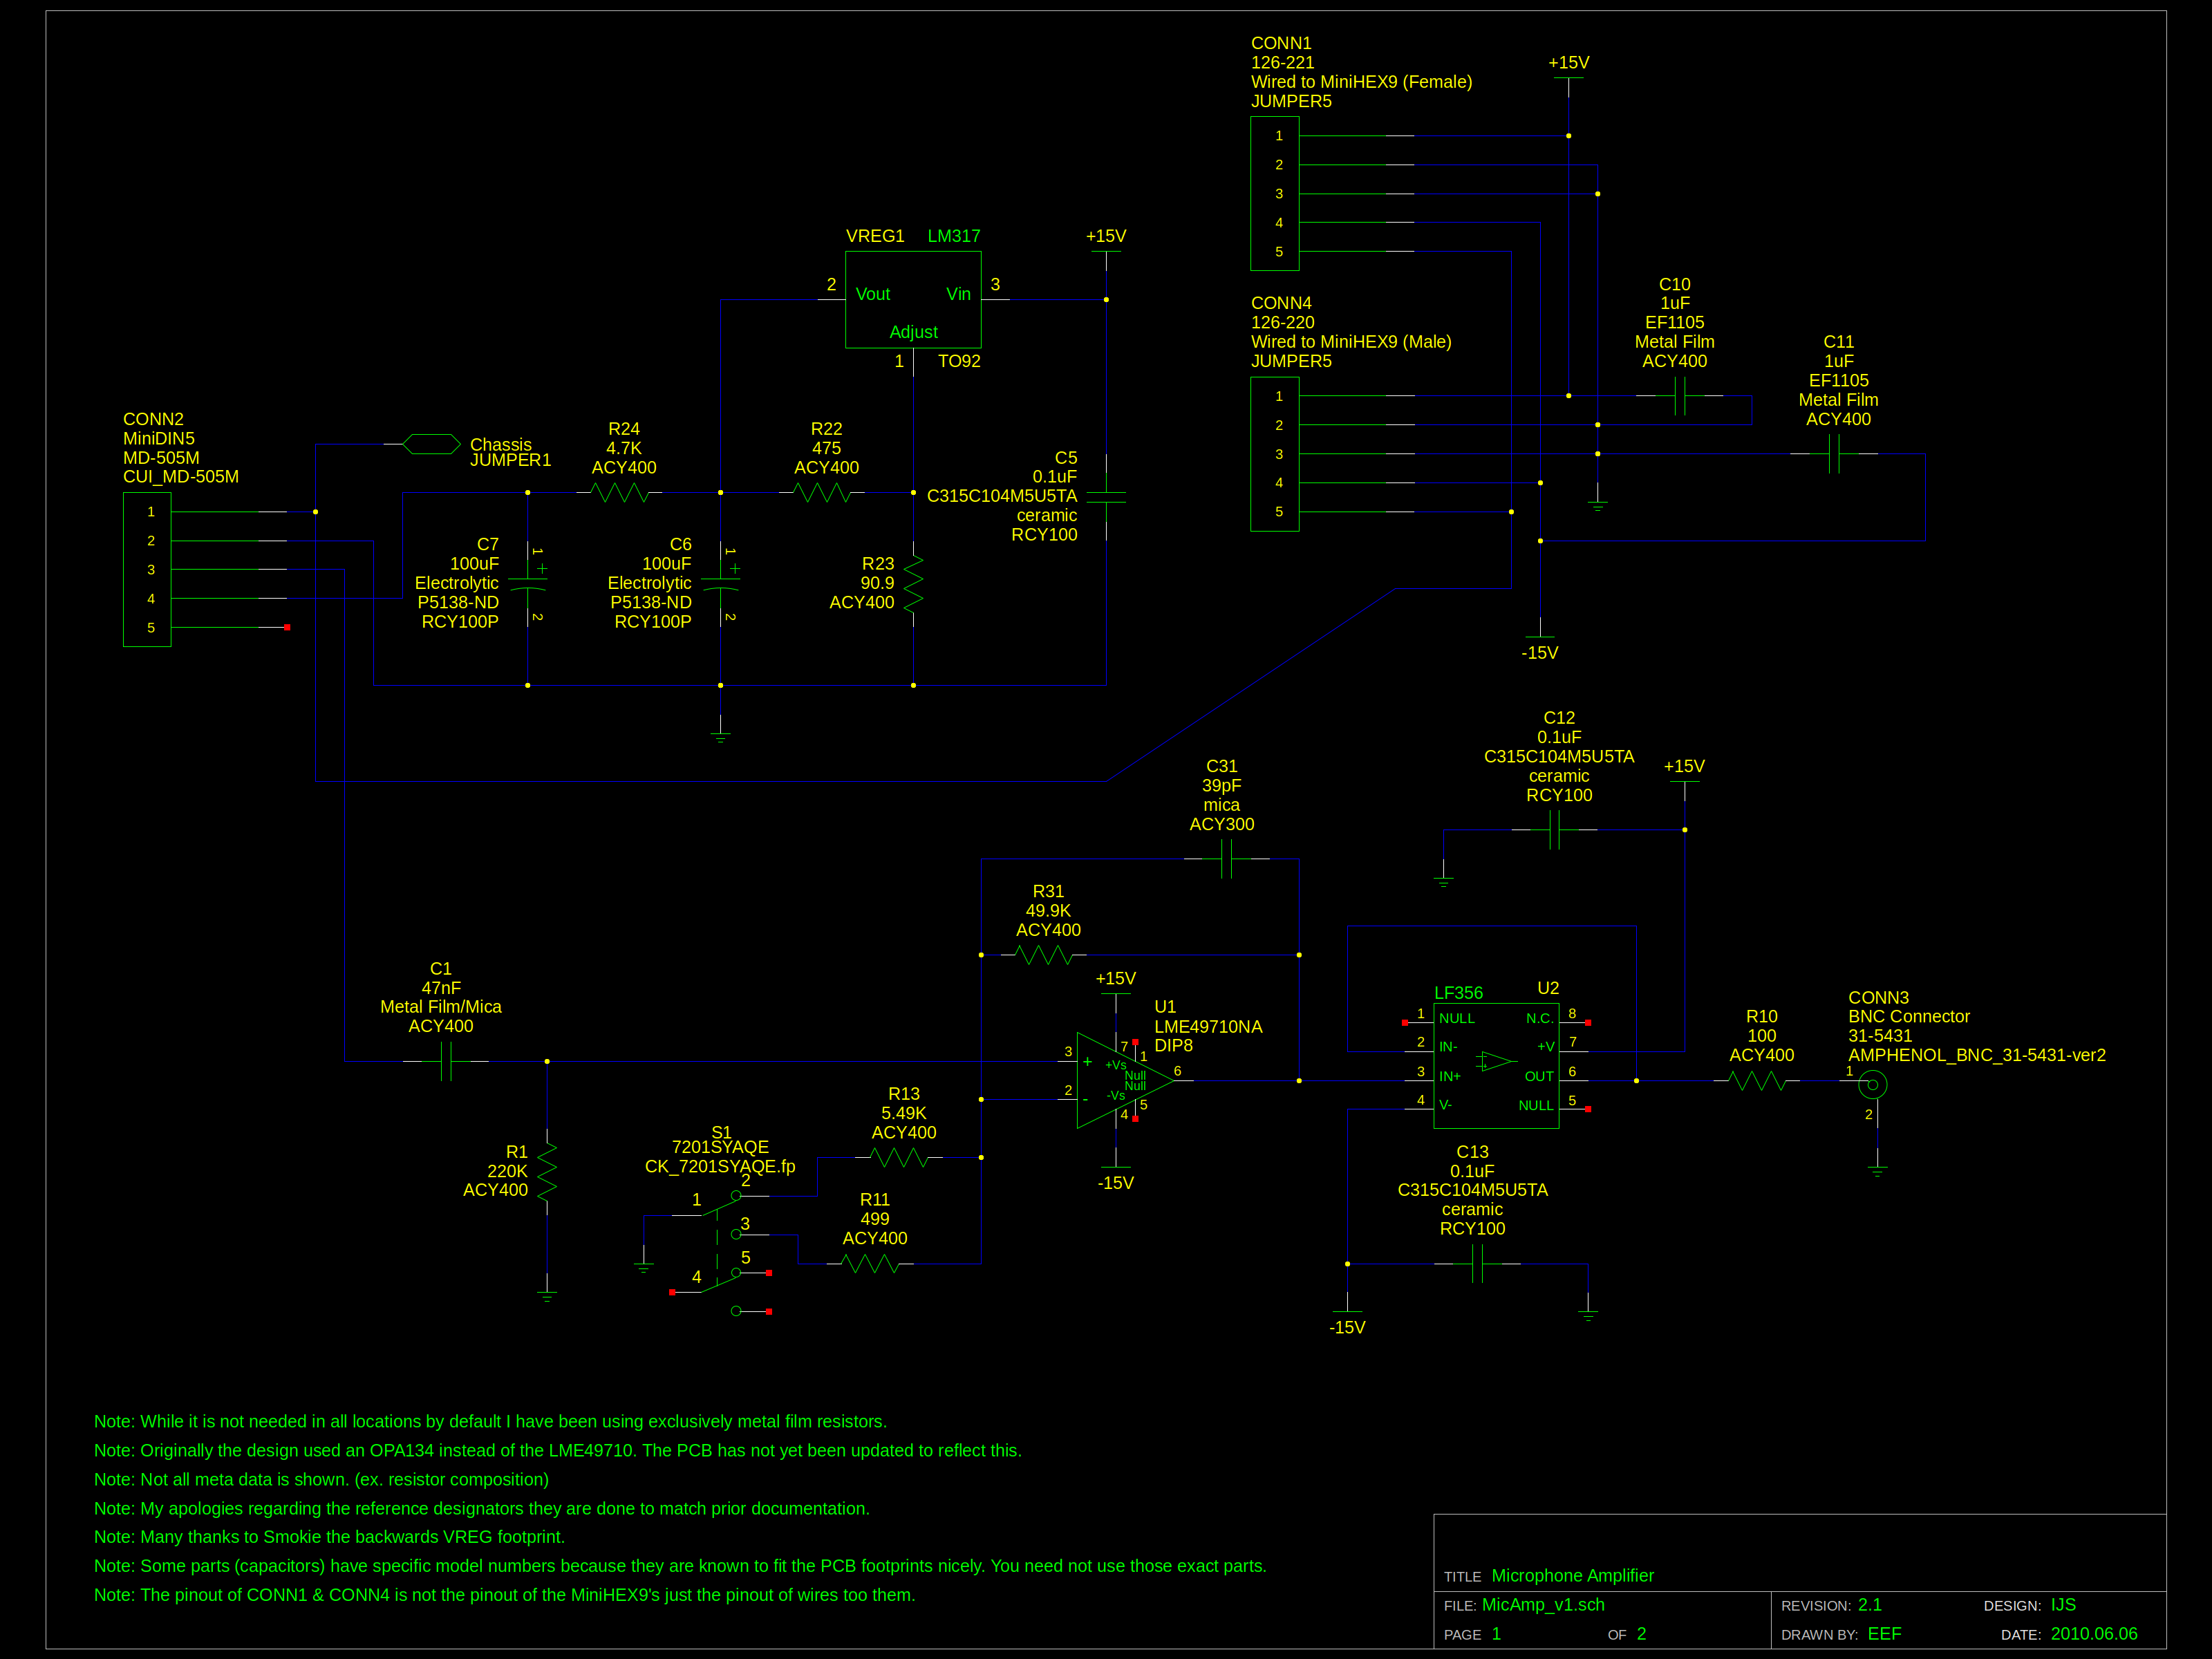 CONN1
126-221
Wired to MiniHEX9 (Female)
JUMPER5
1
2
3
4
5
+15V
CONN4
126-220
Wired to MiniHEX9 (Male)
JUMPER5
1
2
3
4
5
C10
1uF
EF1105
Metal Film
ACY400
C11
1uF
EF1105
Metal Film
ACY400
-15V
VREG1 LM317
2 Vout Vin 3
Adjust
1 TO92
+15V
CONN2
MiniDIN5
MD-505M
CUI_MD-505M
1
2
3
4
5
Chassis
JUMPER1
R24
4.7K
ACY400
R22
475
ACY400
C5
0.1uF
C315C104M5U5TA
ceramic
RCY100
C7
100uF
Electrolytic
P5138-ND
RCY100P
1
+
2
C6
100uF
Electrolytic
P5138-ND
RCY100P
1
+
2
R23
90.9
ACY400
C31
39pF
mica
ACY300
R31
49.9K
ACY400
C12
0.1uF
C315C104M5U5TA
ceramic
RCY100
+15V
C1
47nF
Metal Film/Mica
ACY400
R1
220K
ACY400
+15V
U1
LME49710NA
DIP8
3 +
2 -
7
+Vs
1
Null
Null
-Vs
5
4
6
-15V
R13
5.49K
ACY400
S1
7201SYAQE
CK_7201SYAQE.fp
2
1
3
5
4
R11
499
ACY400
LF356 U2
1 NULL N.C. 8
2 IN- +V 7
3 IN+ OUT 6
4 V- NULL 5
R10
100
ACY400
CONN3
BNC Connector
31-5431
AMPHENOL_BNC_31-5431-ver2
1
2
C13
0.1uF
C315C104M5U5TA
ceramic
RCY100
-15V
Note: While it is not needed in all locations by default I have been using exclusively metal film resistors.
Note: Originally the design used an OPA134 instead of the LME49710. The PCB has not yet been updated to reflect this.
Note: Not all meta data is shown. (ex. resistor composition)
Note: My apologies regarding the reference designators they are done to match prior documentation.
Note: Many thanks to Smokie the backwards VREG footprint.
Note: Some parts (capacitors) have specific model numbers because they are known to fit the PCB footprints nicely. You need not use those exact parts.
Note: The pinout of CONN1 & CONN4 is not the pinout of the MiniHEX9's just the pinout of wires too them.
TITLE Microphone Amplifier
FILE: MicAmp_v1.sch
REVISION: 2.1
DESIGN: IJS
PAGE 1 OF 2
DRAWN BY: EEF
DATE: 2010.06.06